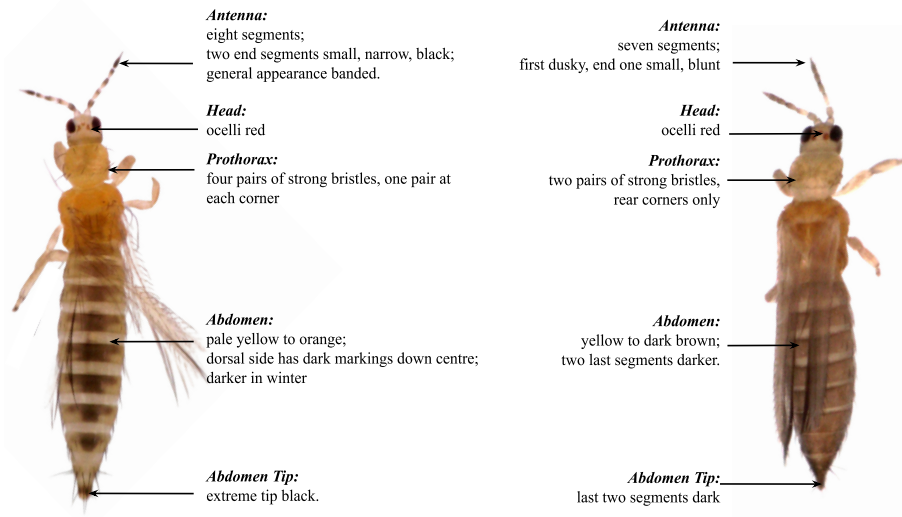 Antenna:
eight segments;
two end segments small, narrow, black;
general appearance banded.
Head:
ocelli red
Prothorax:
four pairs of strong bristles, one pair at
each corner
Abdomen:
pale yellow to orange;
dorsal side has dark markings down centre;
darker in winter
Abdomen Tip:
extreme tip black.
Antenna:
seven segments;
first dusky, end one small, blunt
Head:
ocelli red
Prothorax:
two pairs of strong bristles,
rear corners only
Abdomen:
yellow to dark brown;
two last segments darker.
Abdomen Tip:
last two segments dark